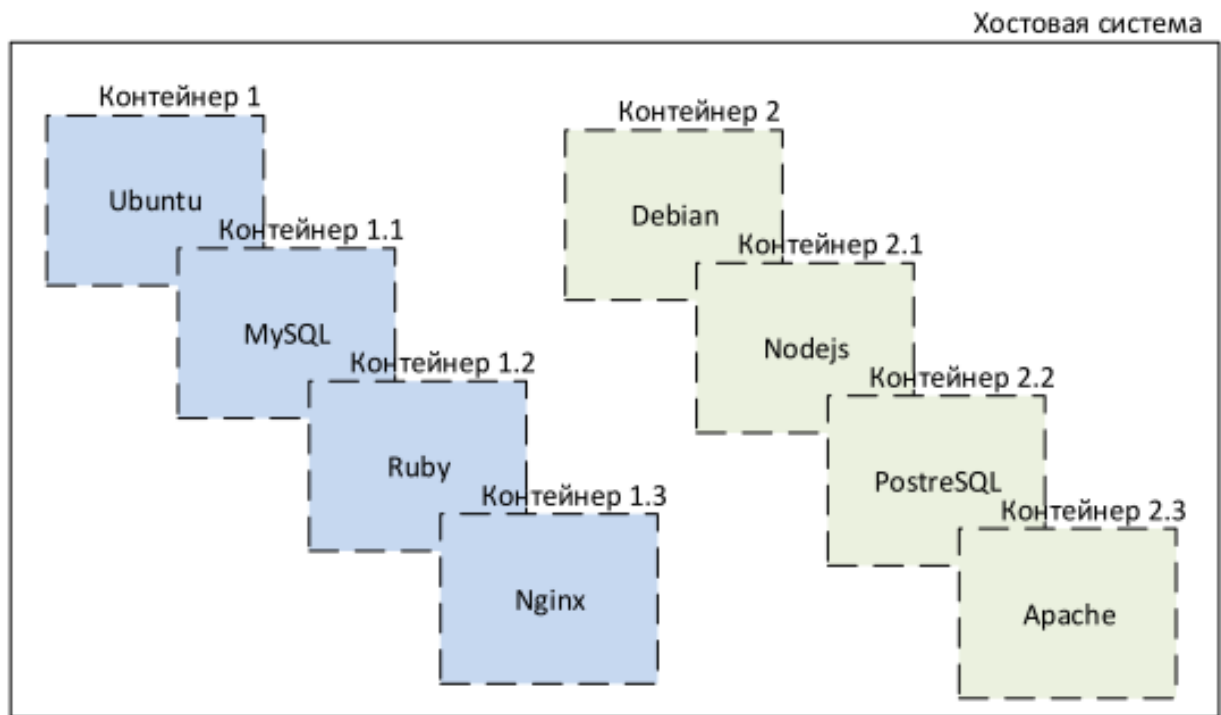 Хостовая система
Контейнер 1
Ubuntu
Контейнер 1.1
MySQL
Контейнер 1.2
Ruby
Контейнер 1.3
Nginx
Контейнер 2
Debian
Контейнер 2.1
Nodejs
Контейнер 2.2
PostreSQL
Контейнер 2.3
Apache